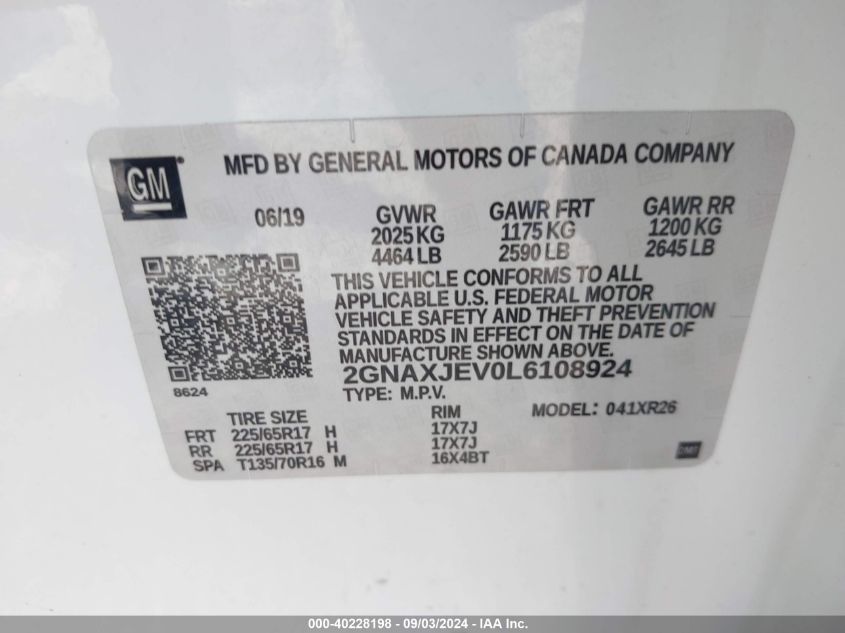 GM
MFD BY GENERAL MOTORS OF CANADA COMPANY
06/19 GVWR GAWR FRT GAWR RR
2025 KG 1175 KG 1200 KG
4464 LB 2590 LB 2645 LB
THIS VEHICLE CONFORMS TO ALL
APPLICABLE U.S. FEDERAL MOTOR
VEHICLE SAFETY AND THEFT PREVENTION
STANDARDS IN EFFECT ON THE DATE OF
MANUFACTURE SHOWN ABOVE.
8624 2GNAXJEV0L6108924
TYPE: M.P.V.
TIRE SIZE RIM MODEL: 041XR26
FRT 225/65R17 H 17X7J
RR 225/65R17 H 17X7J
SPA T135/70R16 M 16X4BT
000-40228198 - 09/03/2024 - IAA Inc.